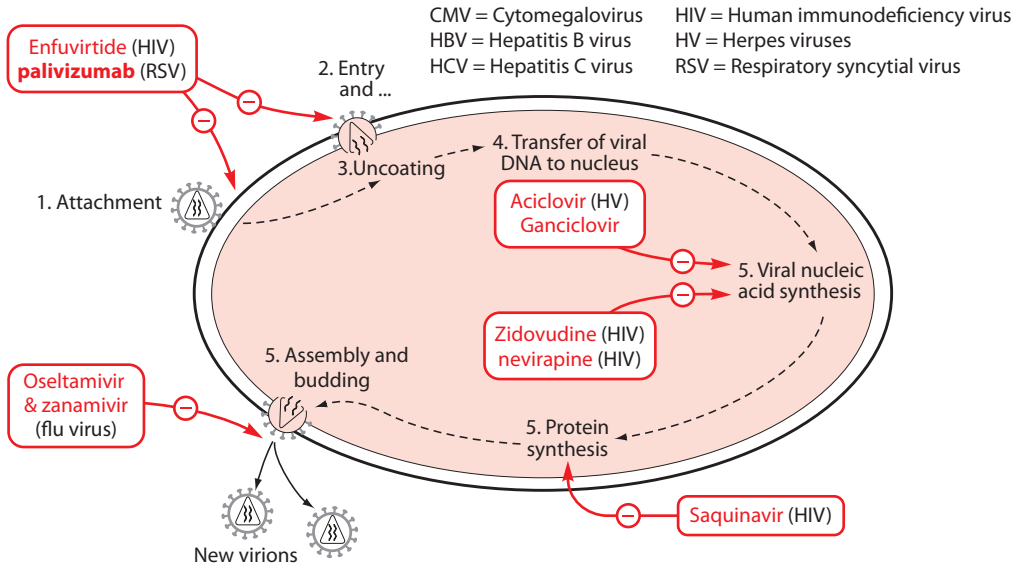 CMV = Cytomegalovirus
HBV = Hepatitis B virus
HCV = Hepatitis C virus
HIV = Human immunodeficiency virus
HV = Herpes viruses
RSV = Respiratory syncytial virus
Enfuvirtide (HIV)
palivizumab (RSV)
−
−
2. Entry
and ...
3.Uncoating
4. Transfer of viral
DNA to nucleus
1. Attachment
Aciclovir (HV)
Ganciclovir
−
5. Viral nucleic
acid synthesis
−
Zidovudine (HIV)
nevirapine (HIV)
5. Assembly and
budding
Oseltamivir
& zanamivir
(flu virus)
−
5. Protein
synthesis
−
Saquinavir (HIV)
New virions